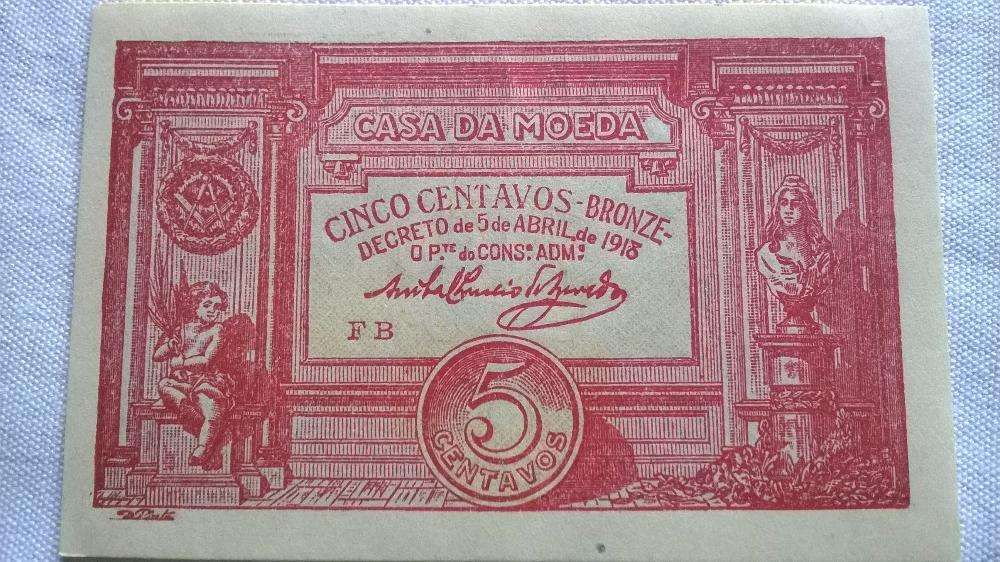 CASA DA MOEDA
CINCO CENTAVOS-BRONZE-
DECRETO de 5 de ABRIL, de 1918
O P.TE do CONS.º ADM.º
F B
5
CENTAVOS